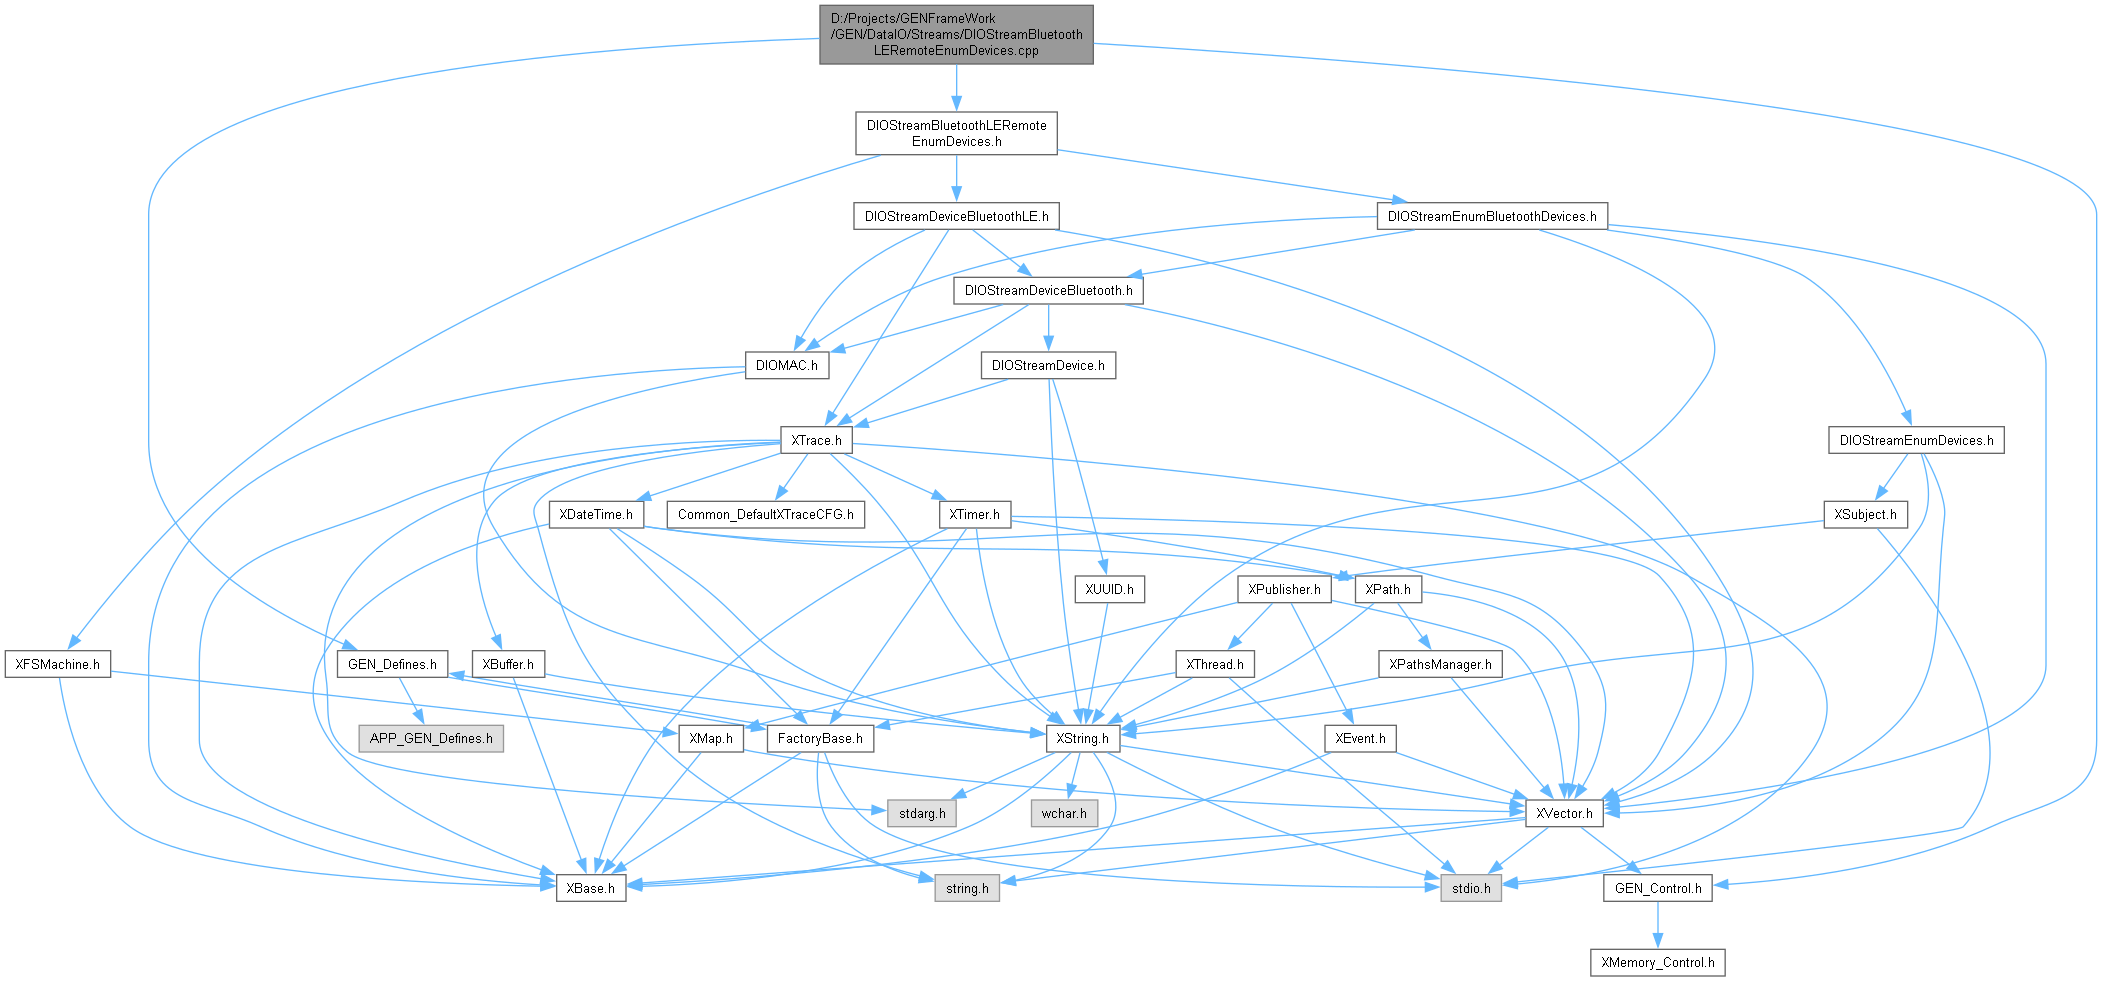 D:/Projects/GENFrameWork
/GEN/DataIO/Streams/DIOStreamBluetooth
LERemoteEnumDevices.cpp
DIOStreamBluetoothLERemote
EnumDevices.h
DIOStreamDeviceBluetoothLE.h
DIOStreamEnumBluetoothDevices.h
DIOStreamDeviceBluetooth.h
DIOMAC.h
DIOStreamDevice.h
XTrace.h
DIOStreamEnumDevices.h
XDateTime.h
Common_DefaultXTraceCFG.h
XTimer.h
XSubject.h
XUUID.h
XPublisher.h
XPath.h
XFSMachine.h
GEN_Defines.h
XBuffer.h
XThread.h
XPathsManager.h
APP_GEN_Defines.h
XMap.h
FactoryBase.h
XString.h
XEvent.h
stdarg.h
wchar.h
XVector.h
XBase.h
string.h
stdio.h
GEN_Control.h
XMemory_Control.h